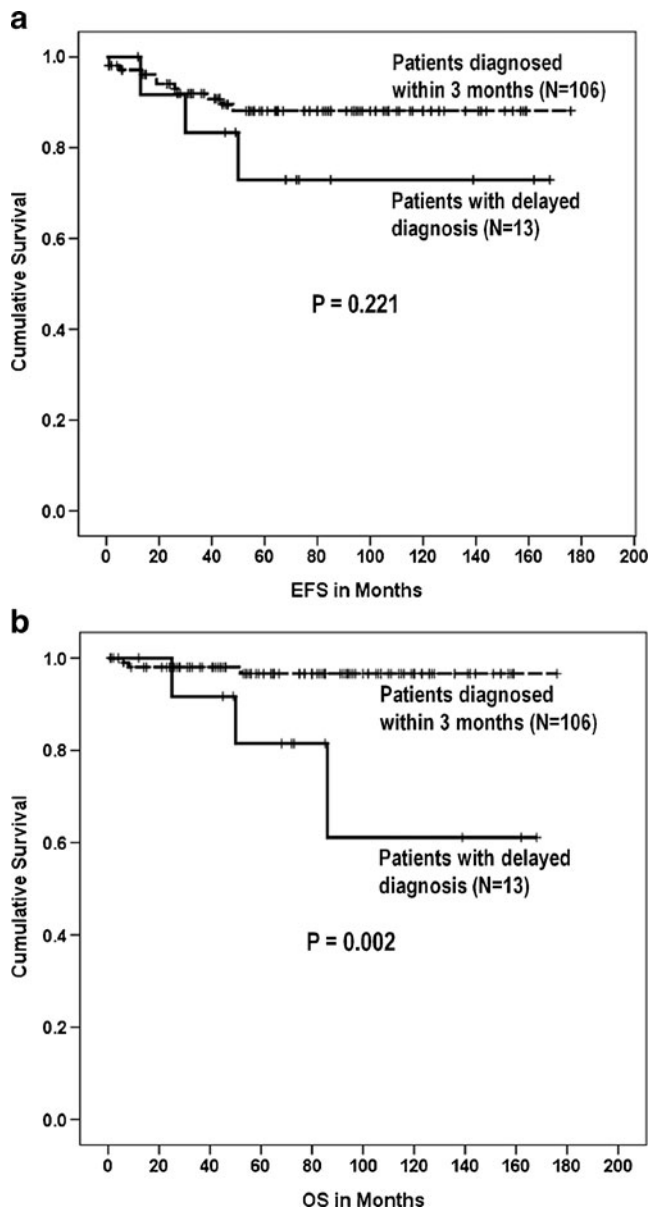 a
1.0
0.8
0.6
0.4
0.2
0.0
Cumulative Survival
Patients diagnosed
within 3 months (N=106)
Patients with delayed
diagnosis (N=13)
P = 0.221
0 20 40 60 80 100 120 140 160 180 200
EFS in Months
b
1.0
0.8
0.6
0.4
0.2
0.0
Cumulative Survival
Patients diagnosed
within 3 months (N=106)
Patients with delayed
diagnosis (N=13)
P = 0.002
0 20 40 60 80 100 120 140 160 180 200
OS in Months